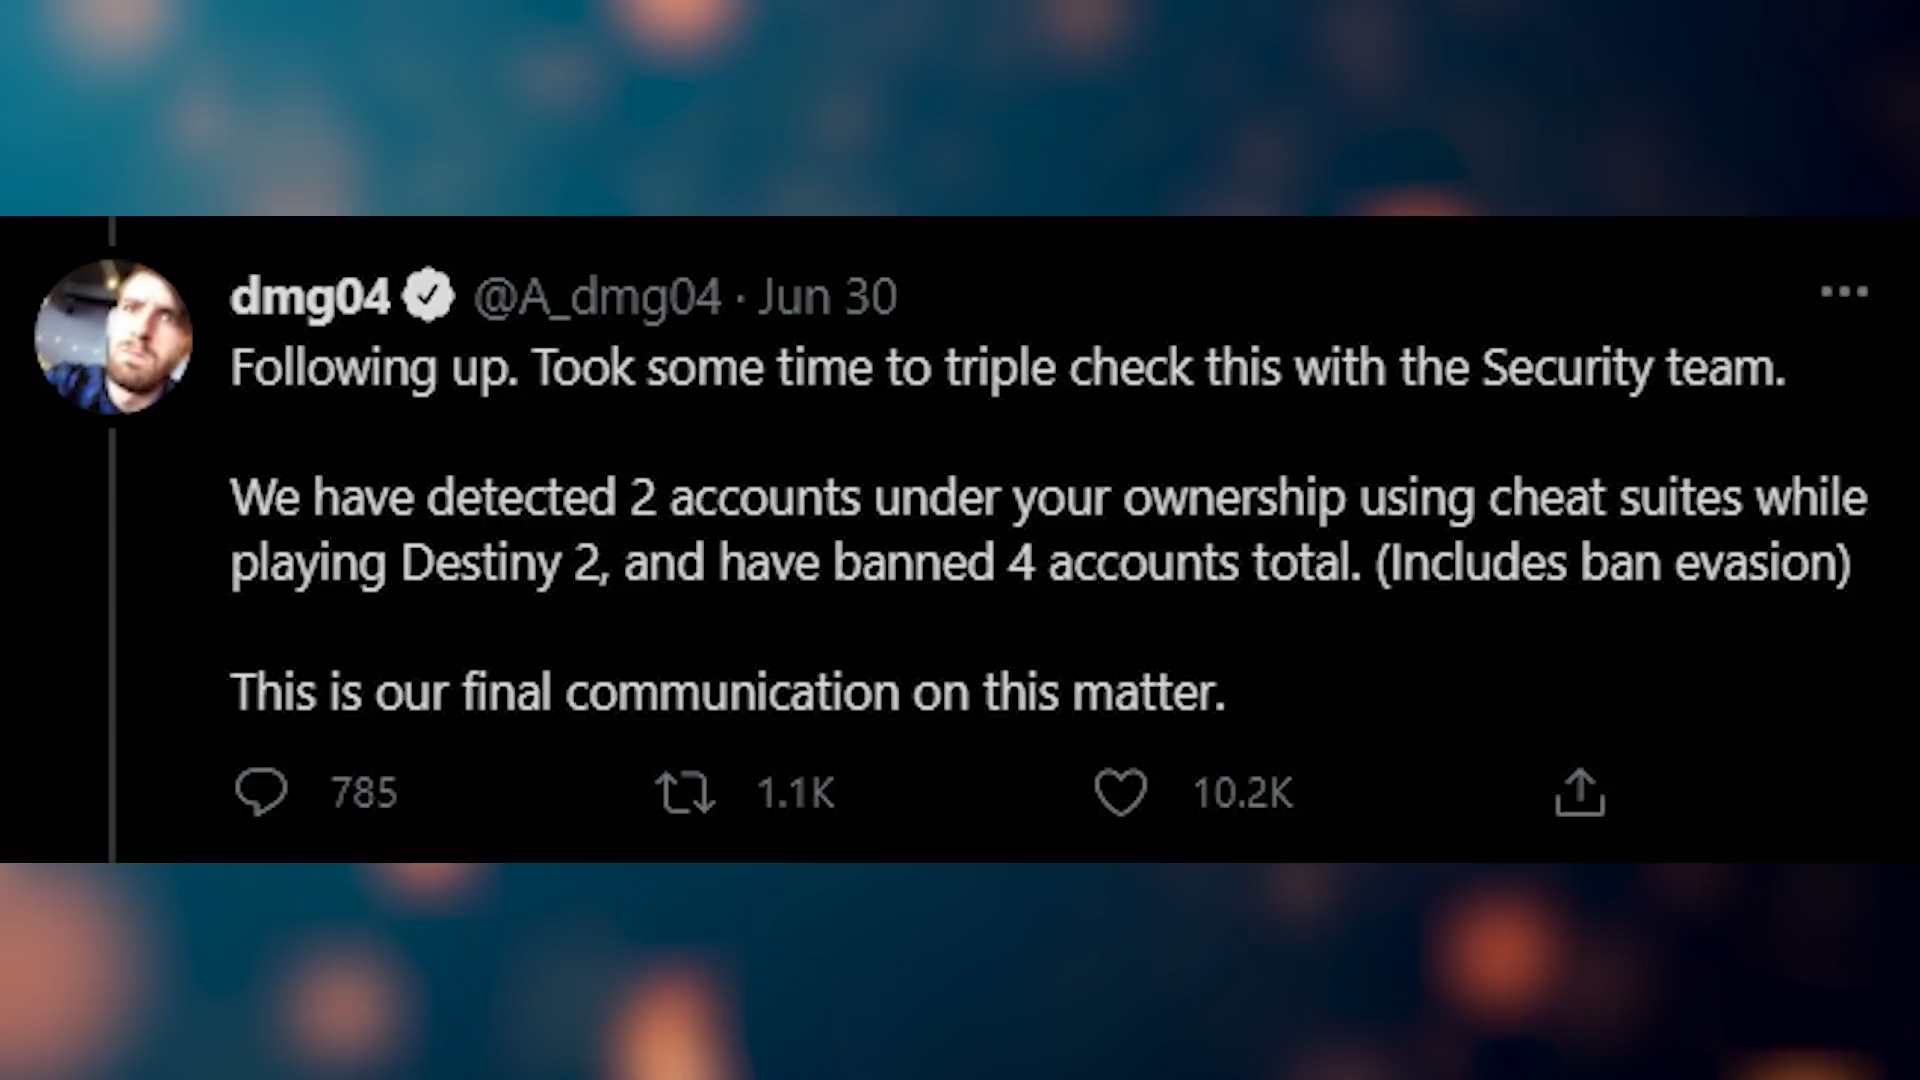 dmg04 @A_dmg04 · Jun 30
Following up. Took some time to triple check this with the Security team.
We have detected 2 accounts under your ownership using cheat suites while
playing Destiny 2, and have banned 4 accounts total. (Includes ban evasion)
This is our final communication on this matter.
785 1.1K 10.2K